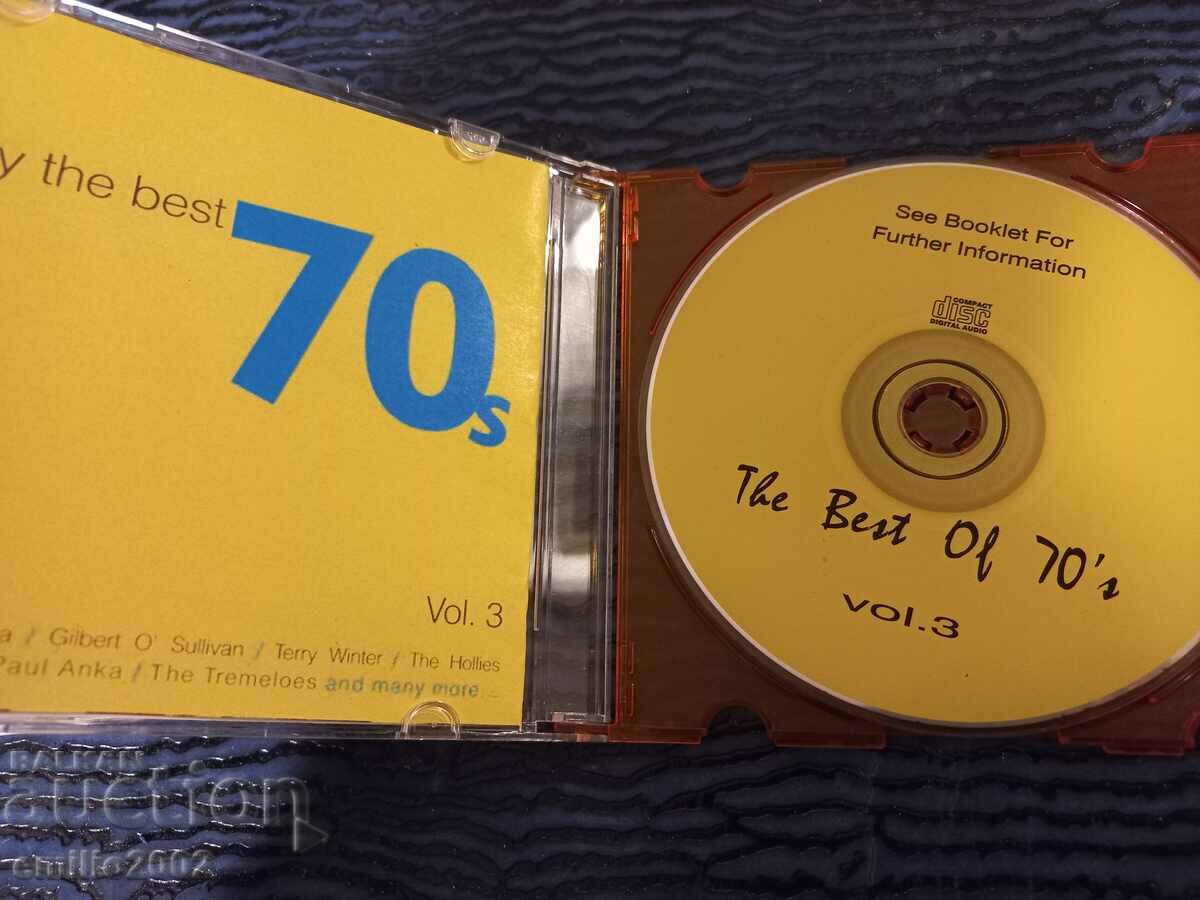 y the best
70s
Vol. 3
a / Gilbert O' Sullivan / Terry Winter / The Hollies
Paul Anka / The Tremeloes and many more ...
See Booklet For
Further Information
COMPACT
disc
DIGITAL AUDIO
The Best Of 70's
vol.3
BALKAN
auction
emilio2002